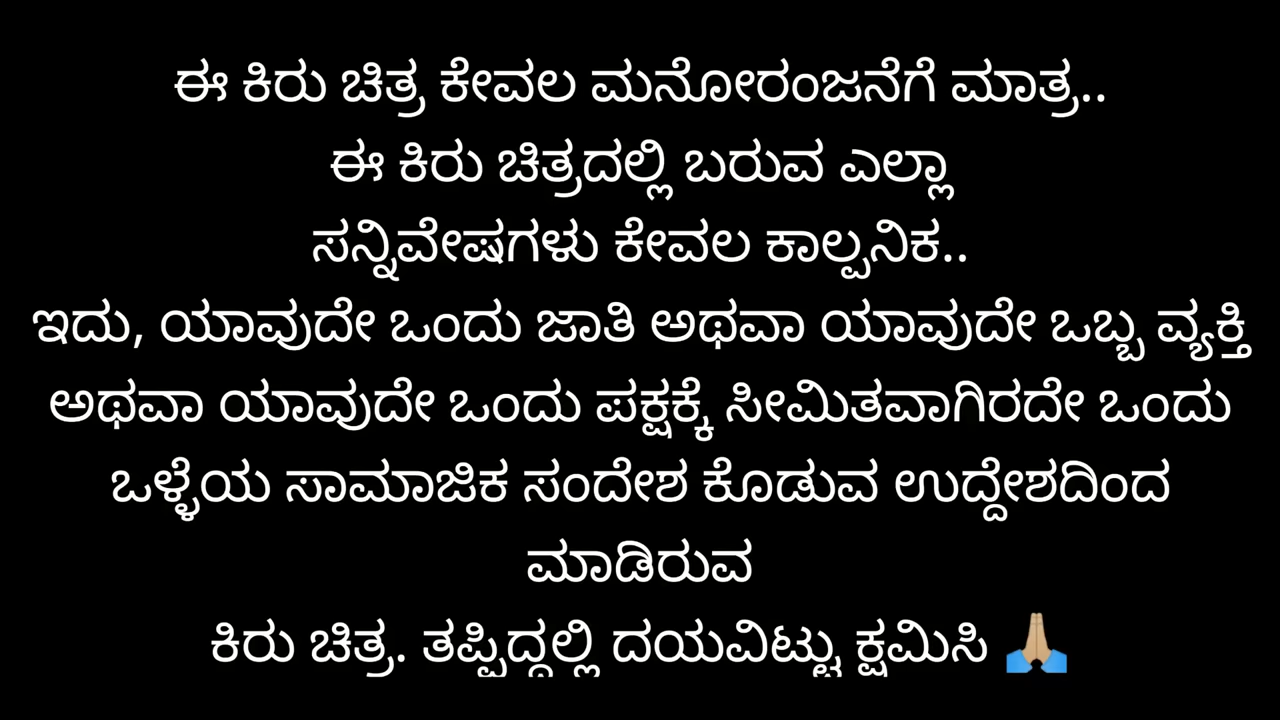 ಈ ಕಿರು ಚಿತ್ರ ಕೇವಲ ಮನೋರಂಜನೆಗೆ ಮಾತ್ರ..
ಈ ಕಿರು ಚಿತ್ರದಲ್ಲಿ ಬರುವ ಎಲ್ಲಾ
ಸನ್ನಿವೇಷಗಳು ಕೇವಲ ಕಾಲ್ಪನಿಕ..
ಇದು, ಯಾವುದೇ ಒಂದು ಜಾತಿ ಅಥವಾ ಯಾವುದೇ ಒಬ್ಬ ವ್ಯಕ್ತಿ
ಅಥವಾ ಯಾವುದೇ ಒಂದು ಪಕ್ಷಕ್ಕೆ ಸೀಮಿತವಾಗಿರದೇ ಒಂದು
ಒಳ್ಳೆಯ ಸಾಮಾಜಿಕ ಸಂದೇಶ ಕೊಡುವ ಉದ್ದೇಶದಿಂದ
ಮಾಡಿರುವ
ಕಿರು ಚಿತ್ರ. ತಪ್ಪಿದ್ದಲ್ಲಿ ದಯವಿಟ್ಟು ಕ್ಷಮಿಸಿ 🙏🏼